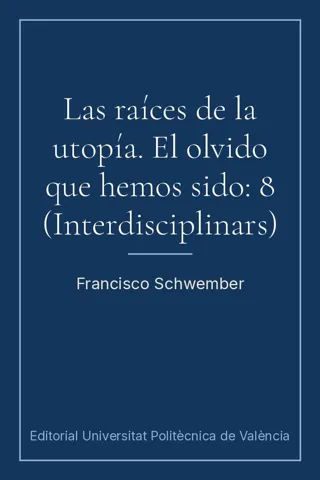 Las raíces de la
utopía. El olvido
que hemos sido: 8
(Interdisciplinars)
Francisco Schwember
Editorial Universitat Politècnica de València